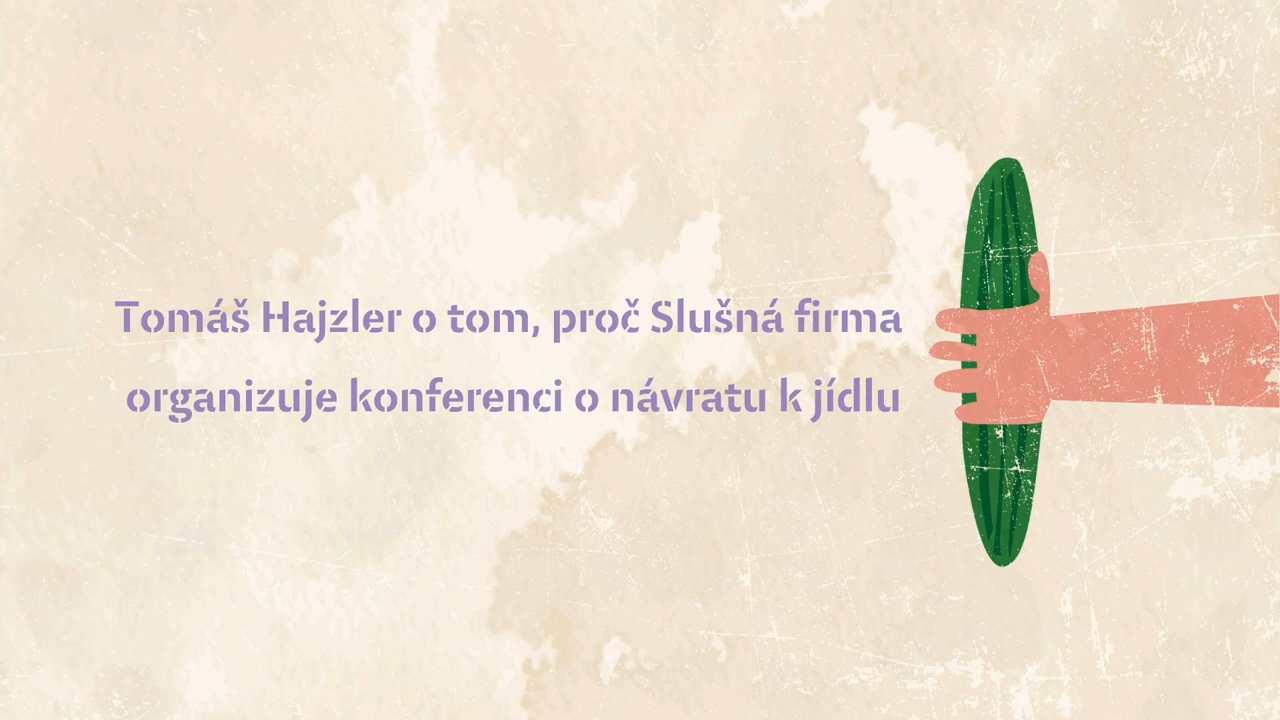 Tomáš Hajzler o tom, proč Slušná firma
organizuje konferenci o návratu k jídlu